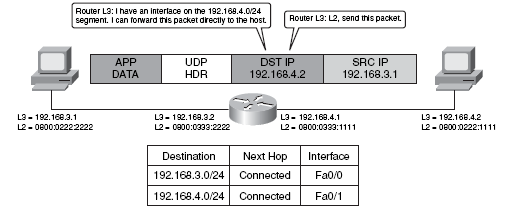 Router L3: I have an interface on the 192.168.4.0/24
segment. I can forward this packet directly to the host.
Router L3: L2, send this packet.
APP
DATA
UDP
HDR
DST IP
192.168.4.2
SRC IP
192.168.3.1
L3 = 192.168.3.1
L2 = 0800:0222:2222
L3 = 192.168.3.2
L2 = 0800:0333:2222
L3 = 192.168.4.1
L2 = 0800:0333:1111
L3 = 192.168.4.2
L2 = 0800:0222:1111
Destination Next Hop Interface
192.168.3.0/24 Connected Fa0/0
192.168.4.0/24 Connected Fa0/1